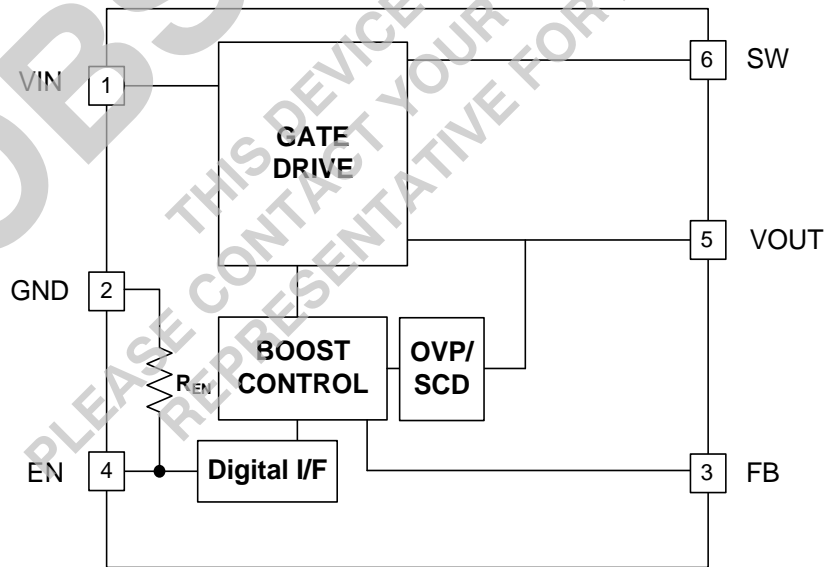 OBS
THIS DEVICE
PLEASE CONTACT YOUR
REPRESENTATIVE FOR
VIN
1
GATE
DRIVE
6
SW
5
VOUT
GND
2
R_EN
BOOST
CONTROL
OVP/
SCD
EN
4
Digital I/F
3
FB